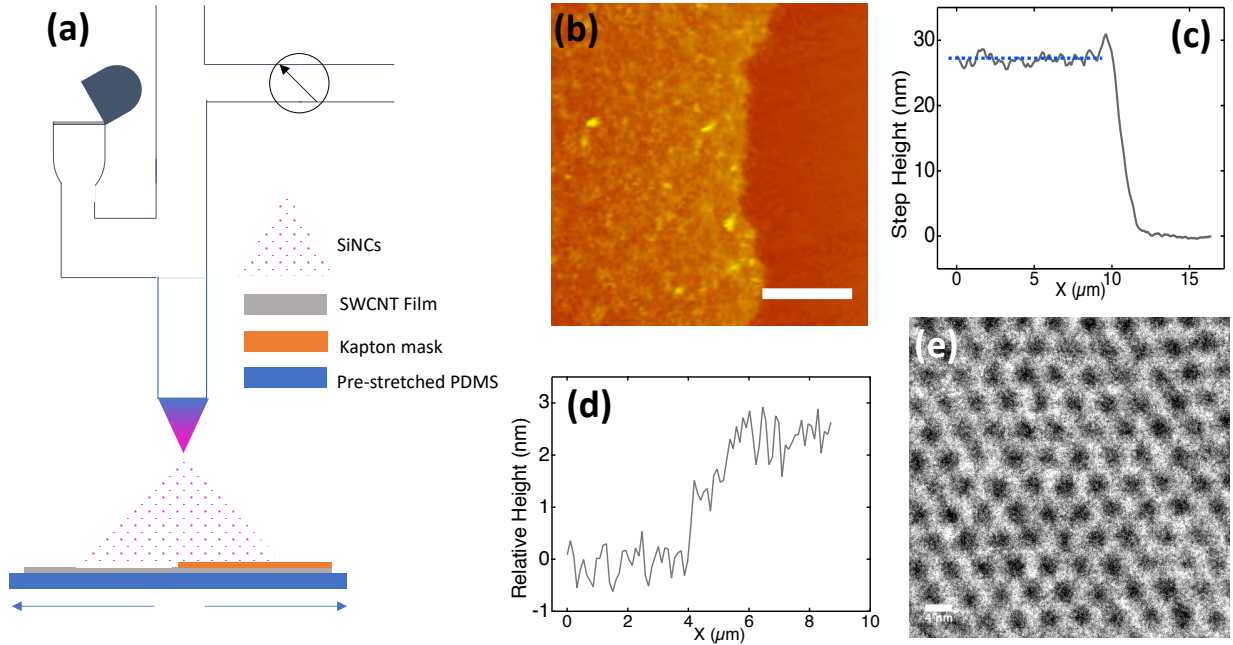 (a)
SiNCs
SWCNT Film
Kapton mask
Pre-stretched PDMS
(b)
(c)
Step Height (nm)
30
20
10
0
0 5 10 15
X (µm)
(d)
Relative Height (nm)
3
2
1
0
-1
0 2 4 6 8 10
X (µm)
(e)
4 nm